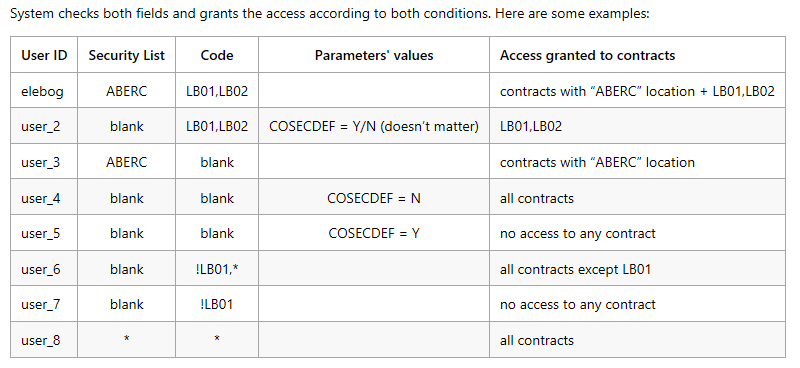 System checks both fields and grants the access according to both conditions. Here are some examples:
User ID Security List Code Parameters' values Access granted to contracts
elebog ABERC LB01,LB02 contracts with “ABERC” location + LB01,LB02
user_2 blank LB01,LB02 COSECDEF = Y/N (doesn’t matter) LB01,LB02
user_3 ABERC blank contracts with “ABERC” location
user_4 blank blank COSECDEF = N all contracts
user_5 blank blank COSECDEF = Y no access to any contract
user_6 blank !LB01,* all contracts except LB01
user_7 blank !LB01 no access to any contract
user_8 * * all contracts